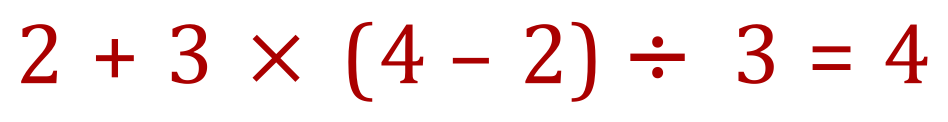 2 + 3 × (4 – 2) ÷ 3 = 4